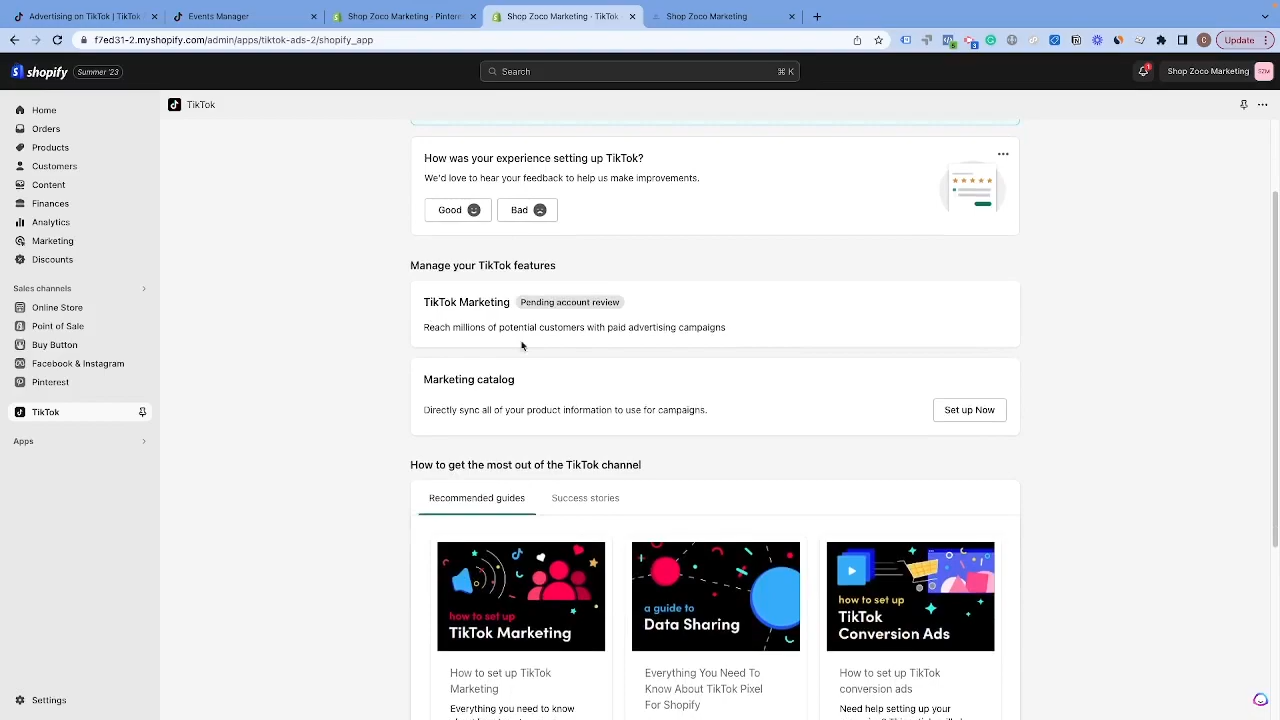 Advertising on TikTok | TikTok
Events Manager
Shop Zoco Marketing · Pinter
Shop Zoco Marketing · TikTok
Shop Zoco Marketing
f7ed31-2.myshopify.com/admin/apps/tiktok-ads-2/shopify_app
Update
shopify
Summer '23
Search
⌘ K
Shop Zoco Marketing
SZM
Home
Orders
Products
Customers
Content
Finances
Analytics
Marketing
Discounts
Sales channels
Online Store
Point of Sale
Buy Button
Facebook & Instagram
Pinterest
TikTok
Apps
Settings
TikTok
How was your experience setting up TikTok?
We'd love to hear your feedback to help us make improvements.
Good
Bad
Manage your TikTok features
TikTok Marketing
Pending account review
Reach millions of potential customers with paid advertising campaigns
Marketing catalog
Directly sync all of your product information to use for campaigns.
Set up Now
How to get the most out of the TikTok channel
Recommended guides
Success stories
how to set up
TikTok Marketing
How to set up TikTok
Marketing
Everything you need to know
a guide to
Data Sharing
Everything You Need To
Know About TikTok Pixel
For Shopify
how to set up
TikTok
Conversion Ads
How to set up TikTok
conversion ads
Need help setting up your